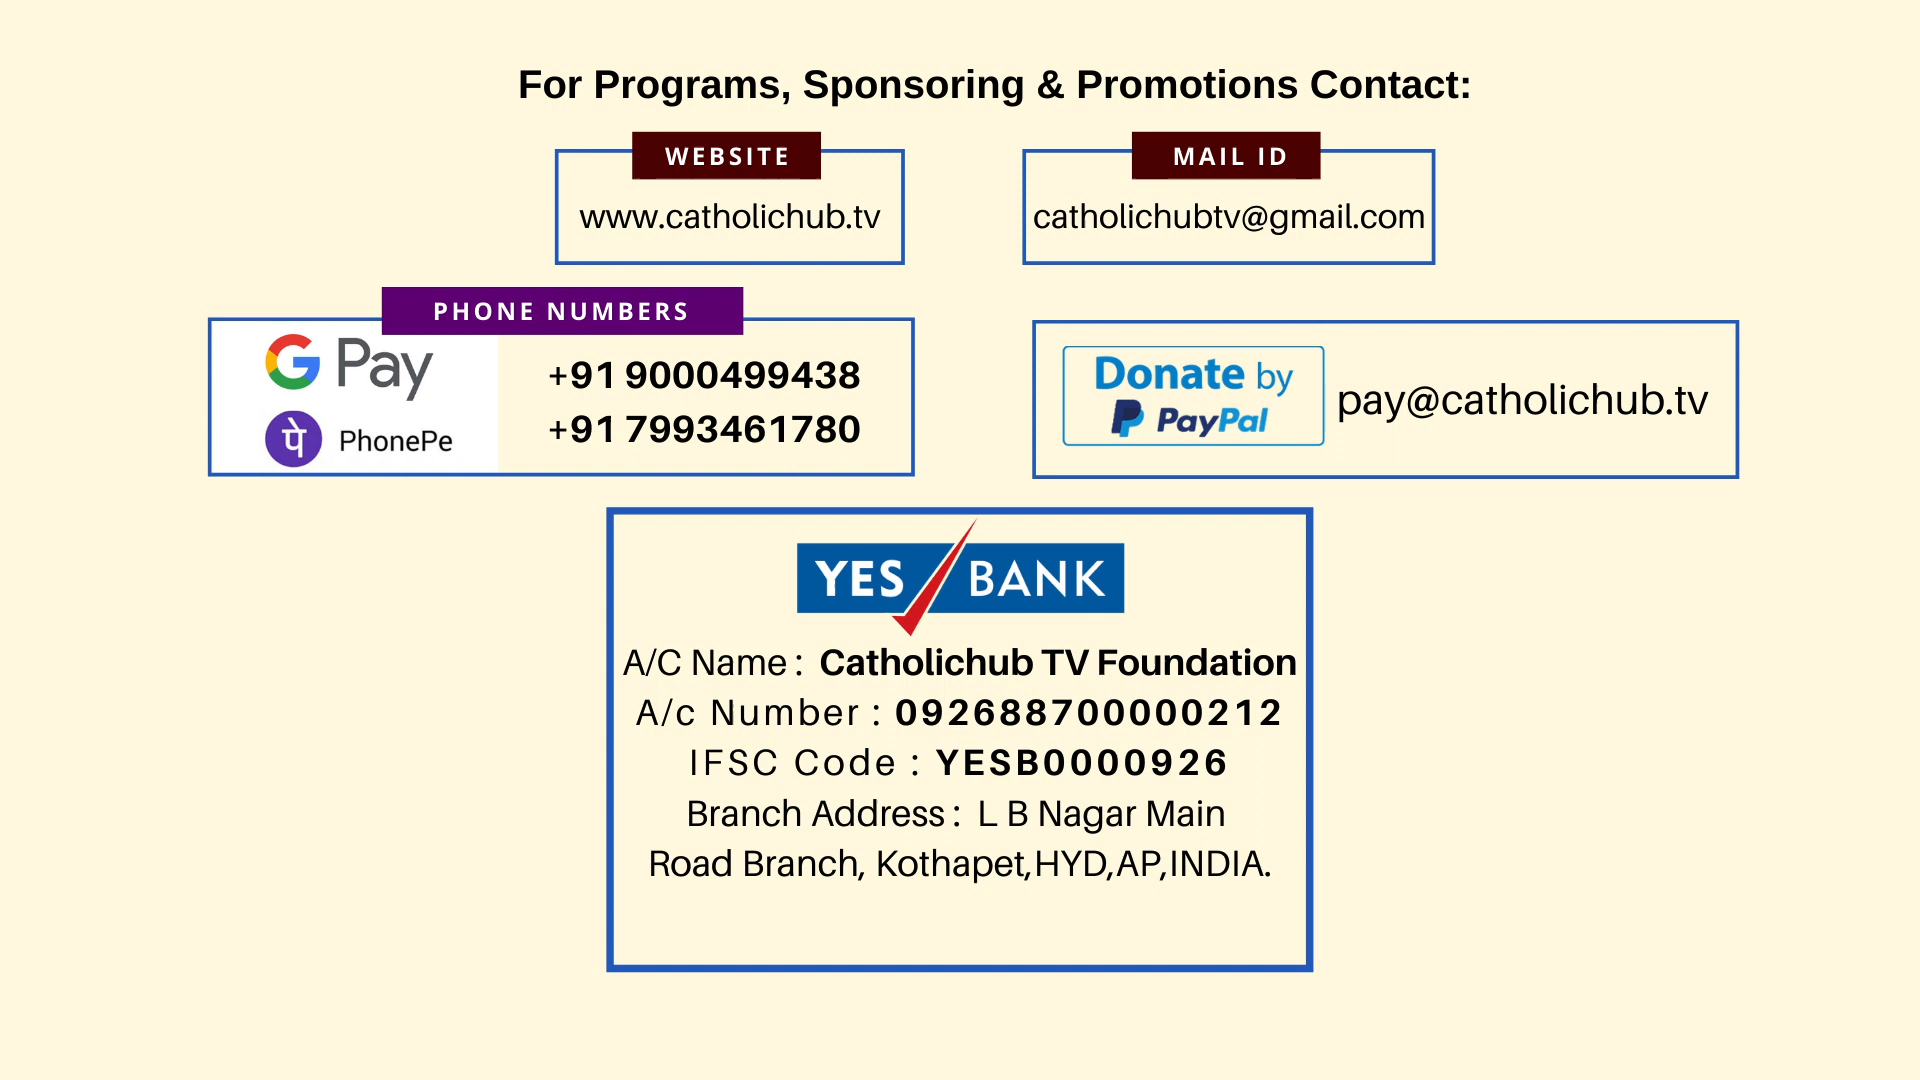 For Programs, Sponsoring & Promotions Contact:
WEBSITE
www.catholichub.tv
MAIL ID
catholichubtv@gmail.com
PHONE NUMBERS
G Pay
पे PhonePe
+91 9000499438
+91 7993461780
Donate by
PayPal
pay@catholichub.tv
YES BANK
A/C Name : Catholichub TV Foundation
A/c Number : 092688700000212
IFSC Code : YESB0000926
Branch Address : L B Nagar Main
Road Branch, Kothapet,HYD,AP,INDIA.